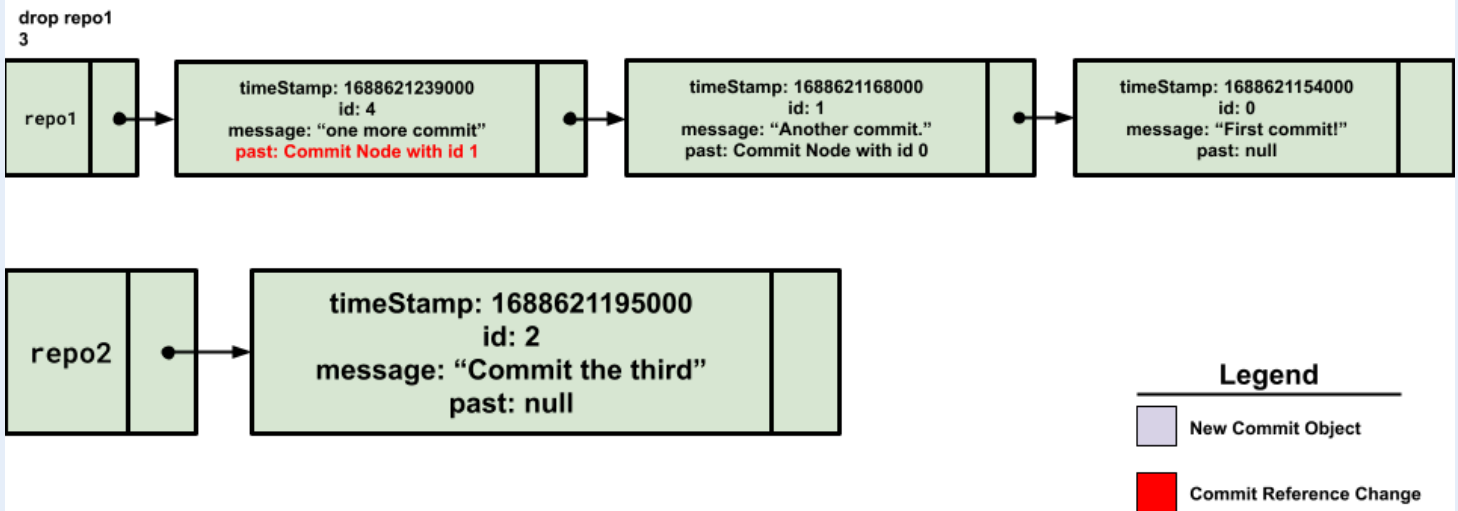 drop repo1
3
repo1
timeStamp: 1688621239000
id: 4
message: “one more commit”
past: Commit Node with id 1
timeStamp: 1688621168000
id: 1
message: “Another commit.”
past: Commit Node with id 0
timeStamp: 1688621154000
id: 0
message: “First commit!”
past: null
repo2
timeStamp: 1688621195000
id: 2
message: “Commit the third”
past: null
Legend
New Commit Object
Commit Reference Change